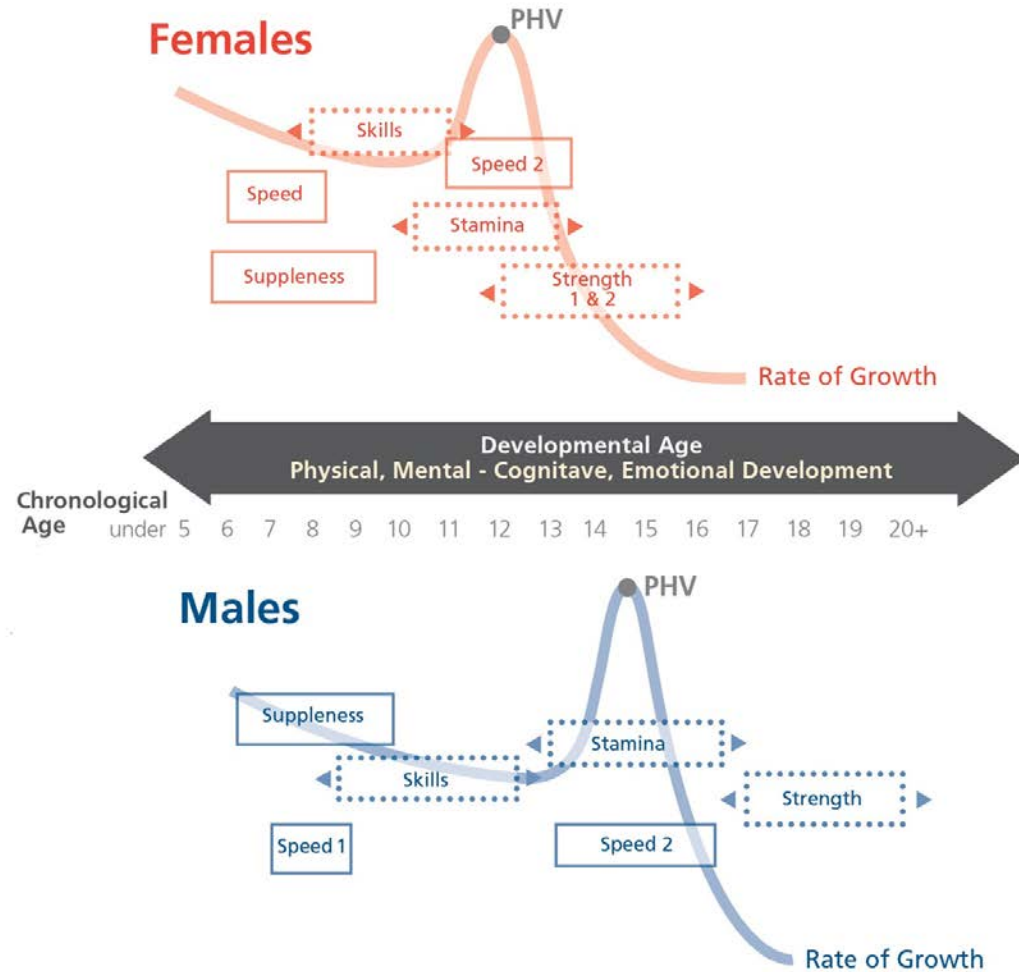 PHV
Females
Skills
Speed 2
Speed
Stamina
Suppleness
Strength
1 & 2
Rate of Growth
Developmental Age
Physical, Mental - Cognitave, Emotional Development
Chronological
Age
under 5 6 7 8 9 10 11 12 13 14 15 16 17 18 19 20+
PHV
Males
Suppleness
Stamina
Skills
Strength
Speed 1
Speed 2
Rate of Growth